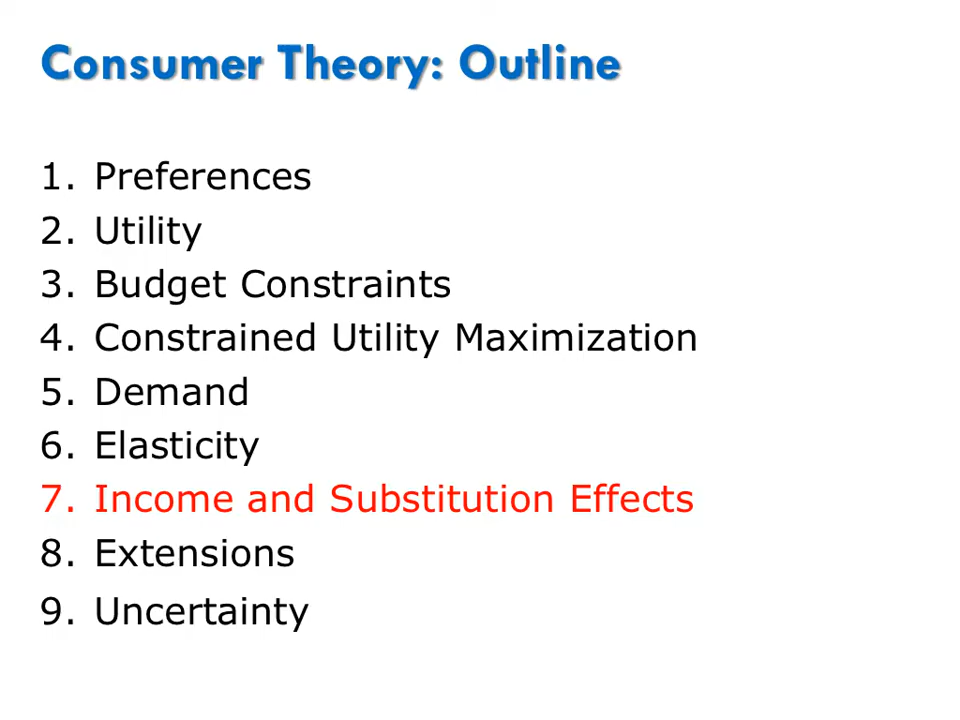 Consumer Theory: Outline
1. Preferences
2. Utility
3. Budget Constraints
4. Constrained Utility Maximization
5. Demand
6. Elasticity
7. Income and Substitution Effects
8. Extensions
9. Uncertainty